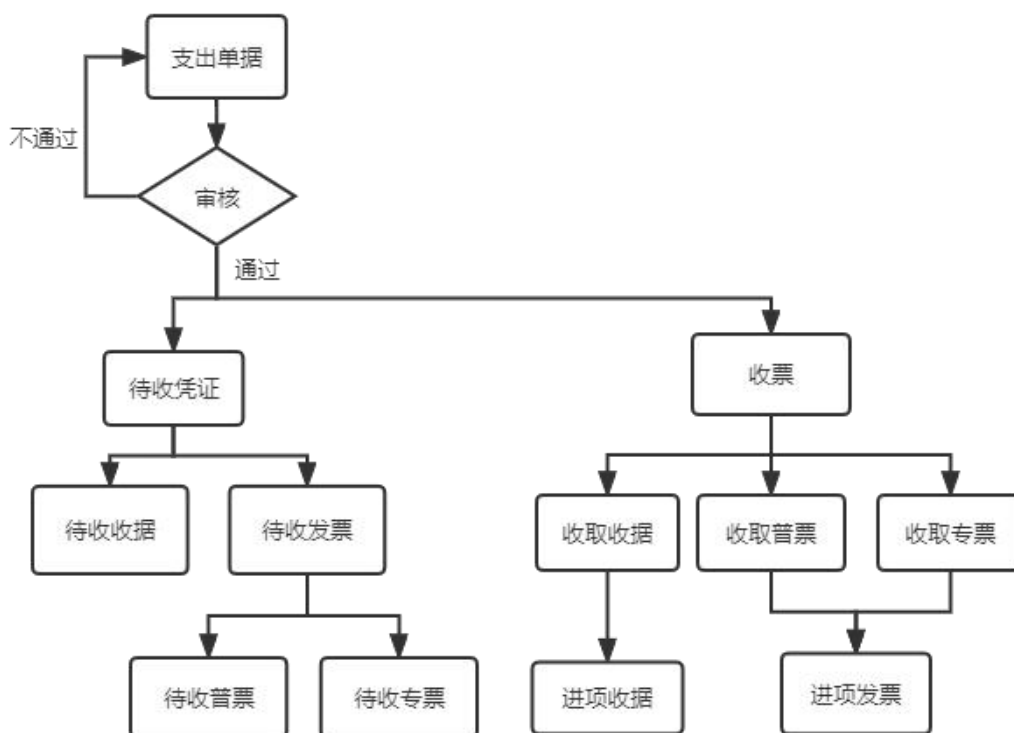 支出单据
不通过
审核
通过
待收凭证
收票
待收收据
待收发票
收取收据
收取普票
收取专票
待收普票
待收专票
进项收据
进项发票